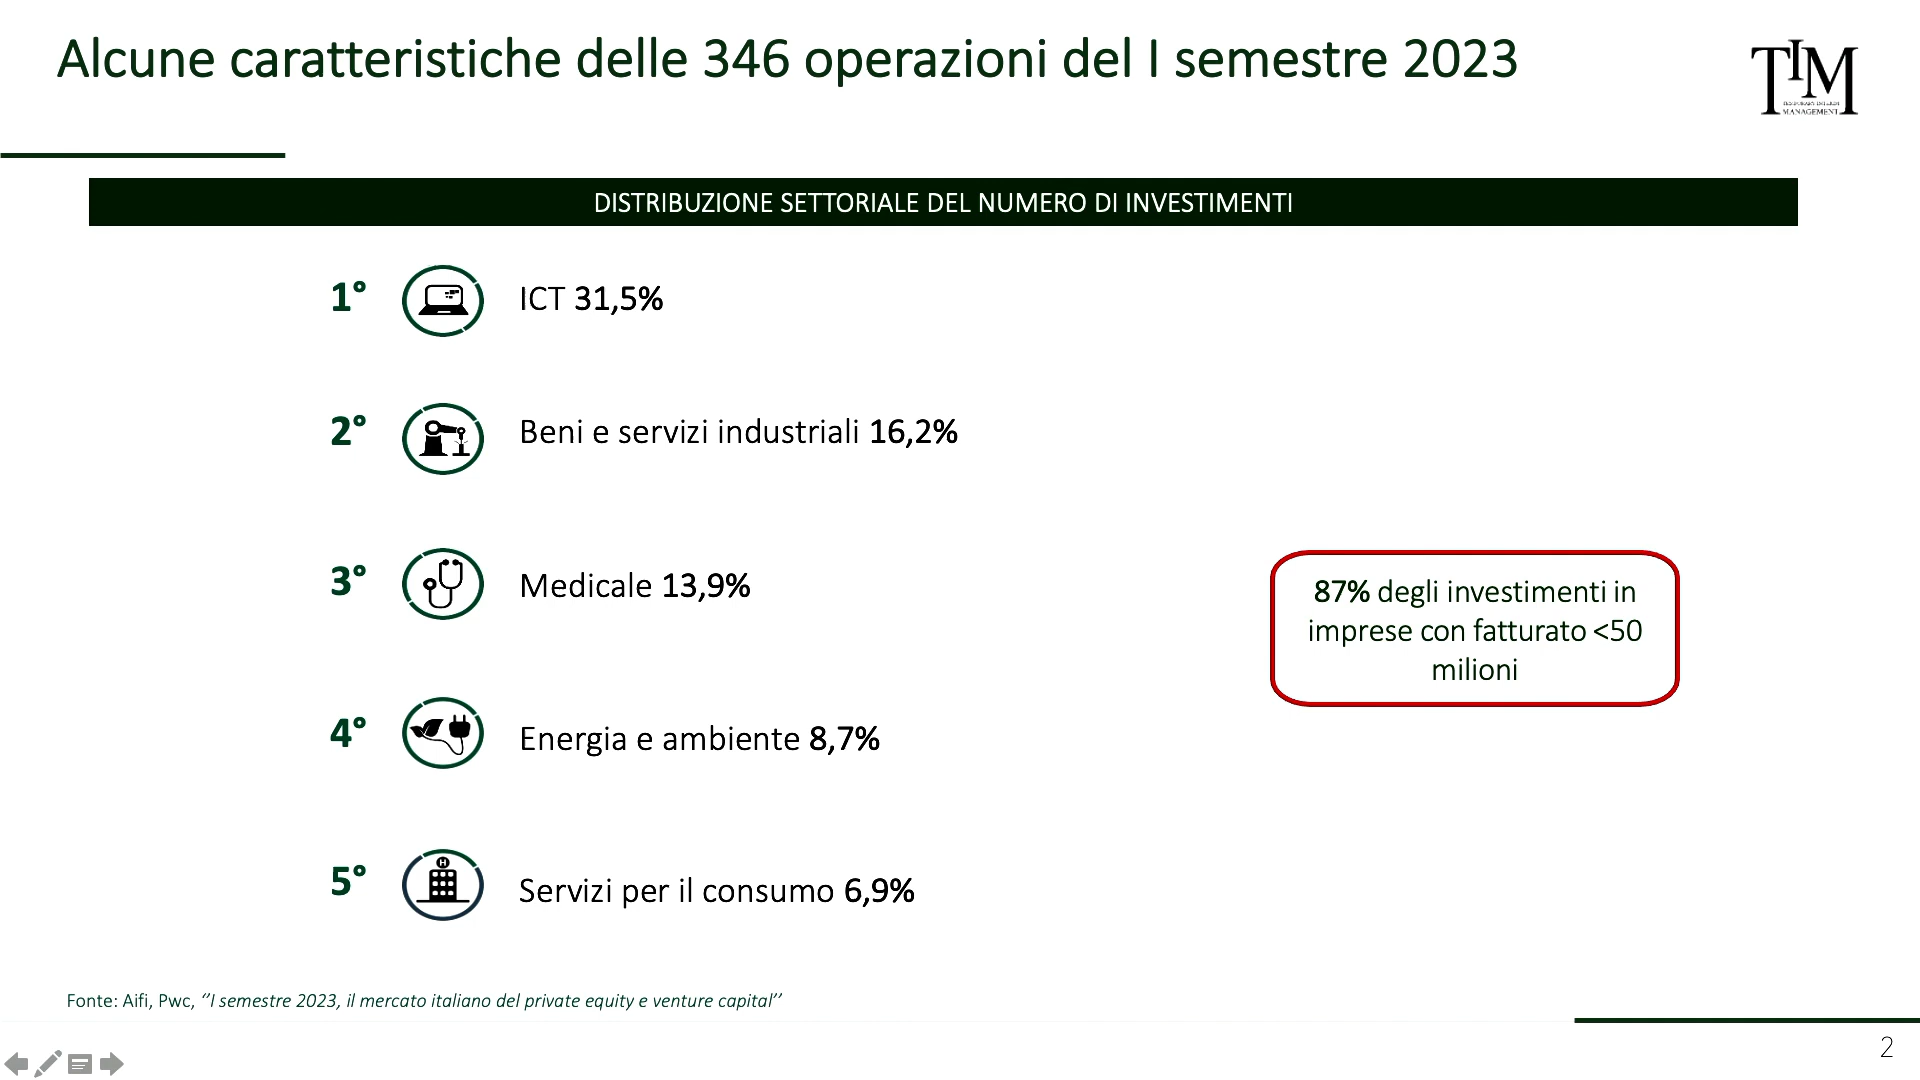 Alcune caratteristiche delle 346 operazioni del I semestre 2023
TIM
TEMPORARY INTERIM
MANAGEMENT
DISTRIBUZIONE SETTORIALE DEL NUMERO DI INVESTIMENTI
1° ICT 31,5%
2° Beni e servizi industriali 16,2%
3° Medicale 13,9%
87% degli investimenti in
imprese con fatturato <50
milioni
4° Energia e ambiente 8,7%
H
5° Servizi per il consumo 6,9%
Fonte: Aifi, Pwc, ‘’I semestre 2023, il mercato italiano del private equity e venture capital’’
2